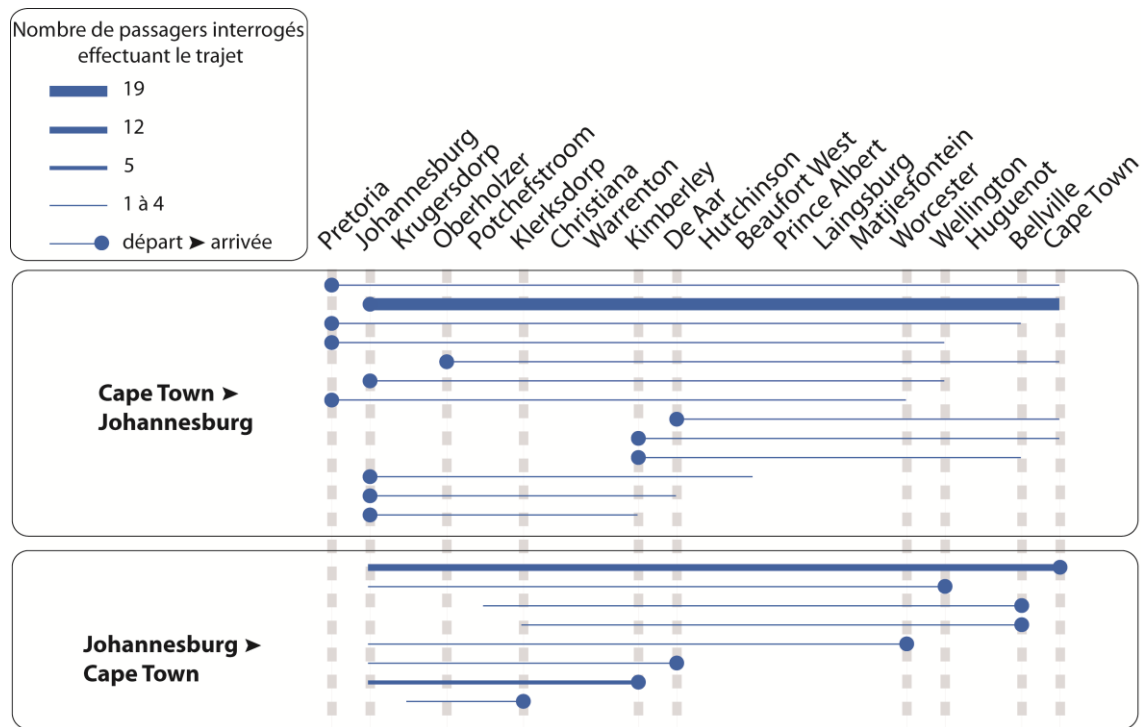 Nombre de passagers interrogés
effectuant le trajet
19
12
5
1 à 4
départ ➤ arrivée
Pretoria
Johannesburg
Krugersdorp
Oberholzer
Potchefstroom
Klerksdorp
Christiana
Warrenton
Kimberley
De Aar
Hutchinson
Beaufort West
Prince Albert
Laingsburg
Matjiesfontein
Worcester
Wellington
Huguenot
Bellville
Cape Town
Cape Town ➤
Johannesburg
Johannesburg ➤
Cape Town